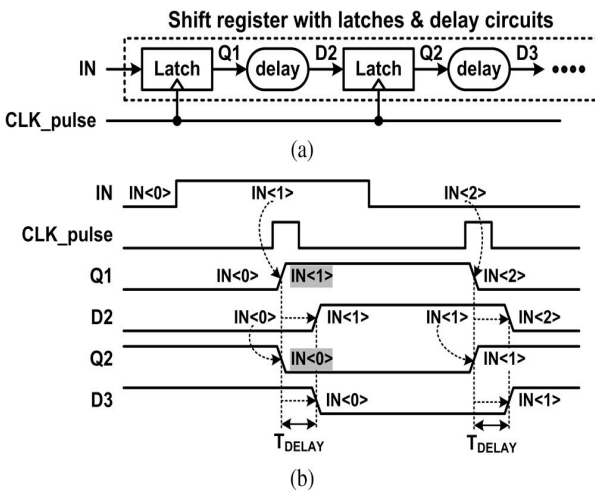 Shift register with latches & delay circuits
IN Latch Q1 delay D2 Latch Q2 delay D3
CLK_pulse
(a)
IN IN<0> IN<1> IN<2>
CLK_pulse
Q1 IN<0> IN<1> IN<2>
D2 IN<0> IN<1> IN<1> IN<2>
Q2 IN<0> IN<1>
D3 IN<0> IN<1>
TDELAY TDELAY
(b)